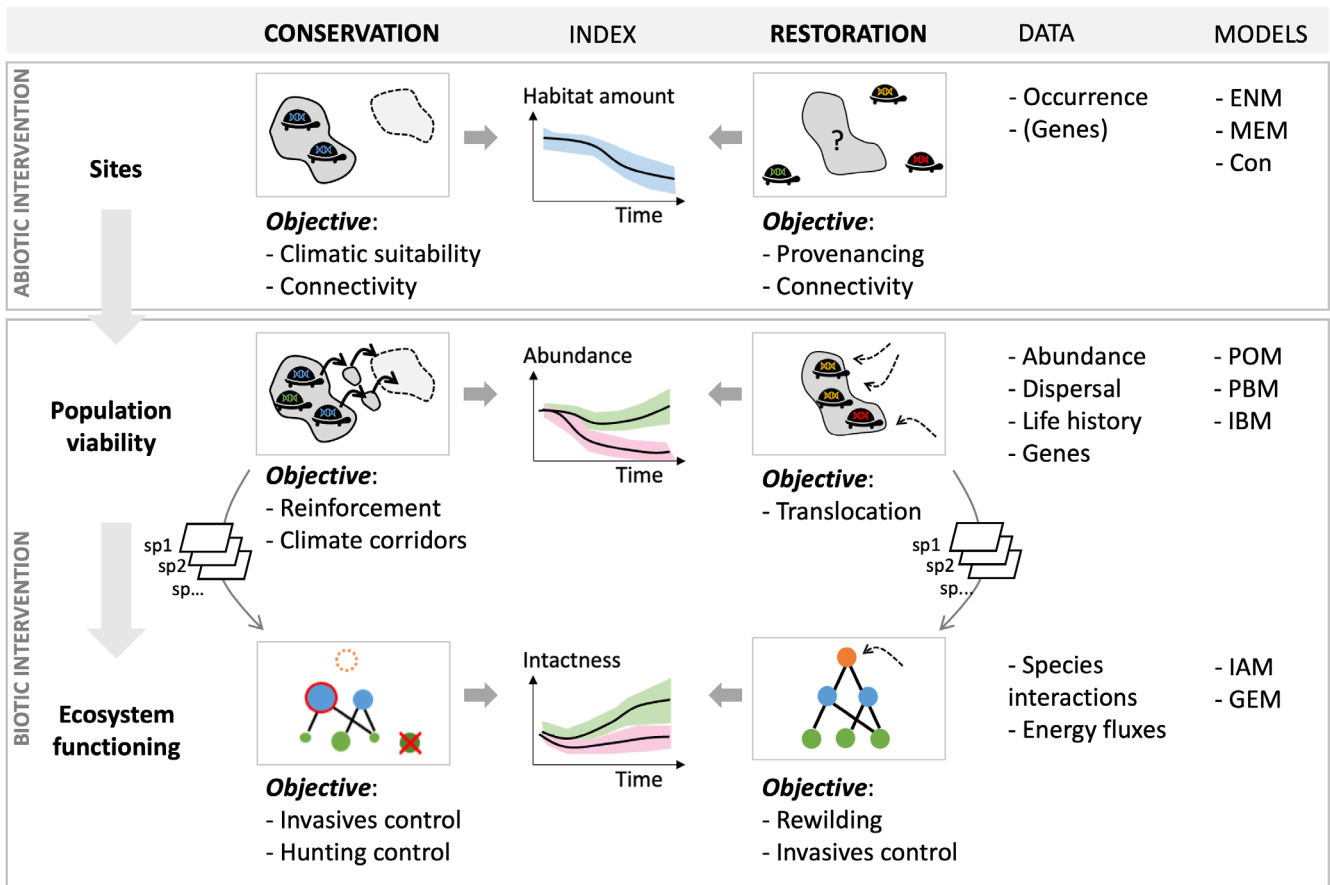 CONSERVATION INDEX RESTORATION DATA MODELS
ABIOTIC INTERVENTION
Sites
Objective:
- Climatic suitability
- Connectivity
Habitat amount
Time
?
Objective:
- Provenancing
- Connectivity
- Occurrence
- (Genes)
- ENM
- MEM
- Con
BIOTIC INTERVENTION
Population
viability
Objective:
- Reinforcement
- Climate corridors
Abundance
Time
Objective:
- Translocation
- Abundance
- Dispersal
- Life history
- Genes
- POM
- PBM
- IBM
sp1
sp2
sp...
sp1
sp2
sp...
Ecosystem
functioning
Objective:
- Invasives control
- Hunting control
Intactness
Time
Objective:
- Rewilding
- Invasives control
- Species
interactions
- Energy fluxes
- IAM
- GEM